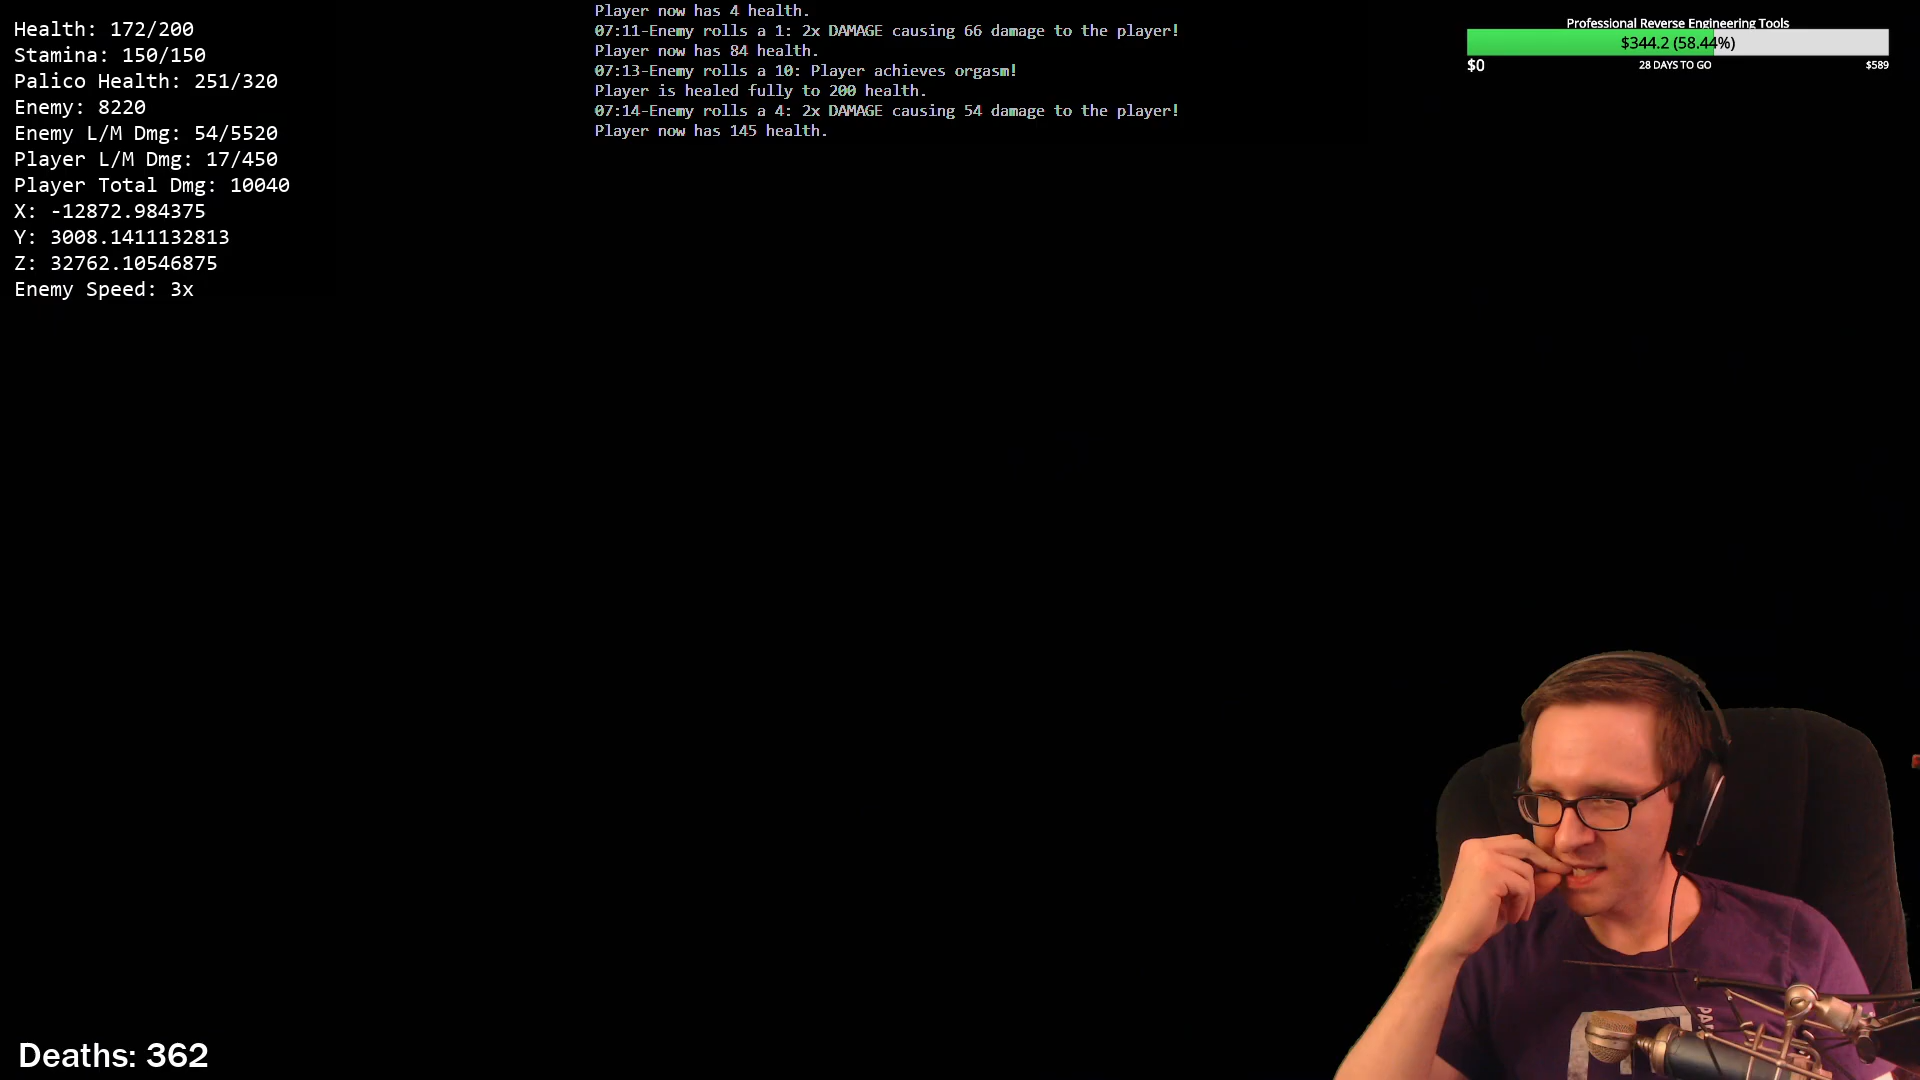 Health: 172/200
Stamina: 150/150
Palico Health: 251/320
Enemy: 8220
Enemy L/M Dmg: 54/5520
Player L/M Dmg: 17/450
Player Total Dmg: 10040
X: -12872.984375
Y: 3008.1411132813
Z: 32762.10546875
Enemy Speed: 3x
Player now has 4 health.
07:11-Enemy rolls a 1: 2x DAMAGE causing 66 damage to the player!
Player now has 84 health.
07:13-Enemy rolls a 10: Player achieves orgasm!
Player is healed fully to 200 health.
07:14-Enemy rolls a 4: 2x DAMAGE causing 54 damage to the player!
Player now has 145 health.
Professional Reverse Engineering Tools
$344.2 (58.44%)
$0
28 DAYS TO GO
$589
Deaths: 362